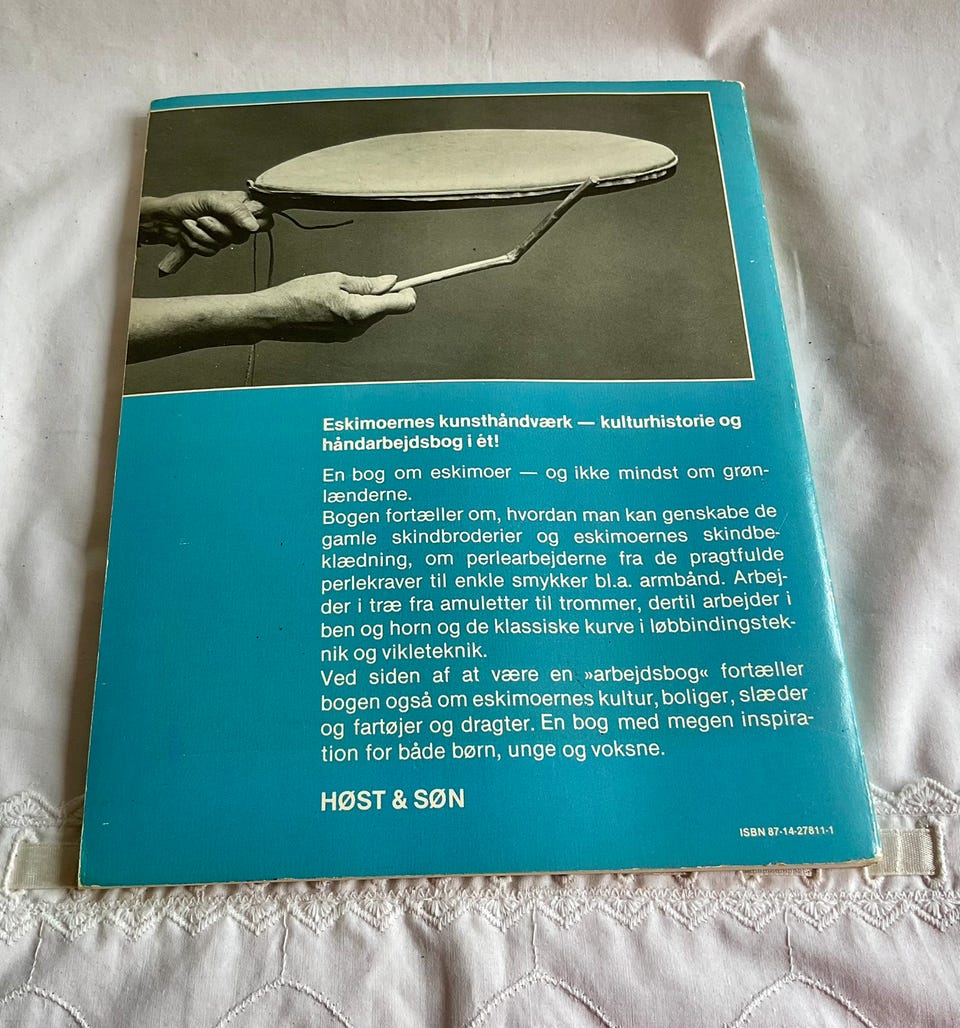 Eskimoernes kunsthåndværk — kulturhistorie og
håndarbejdsbog i ét!
En bog om eskimoer — og ikke mindst om grøn-
lænderne.
Bogen fortæller om, hvordan man kan genskabe de
gamle skindbroderier og eskimoernes skindbe-
klædning, om perlearbejderne fra de pragtfulde
perlekraver til enkle smykker bl.a. armbånd. Arbej-
der i træ fra amuletter til trommer, dertil arbejder i
ben og horn og de klassiske kurve i løbbindingstek-
nik og vikleteknik.
Ved siden af at være en »arbejdsbog« fortæller
bogen også om eskimoernes kultur, boliger, slæder
og fartøjer og dragter. En bog med megen inspira-
tion for både børn, unge og voksne.
HØST & SØN
ISBN 87-14-27811-1